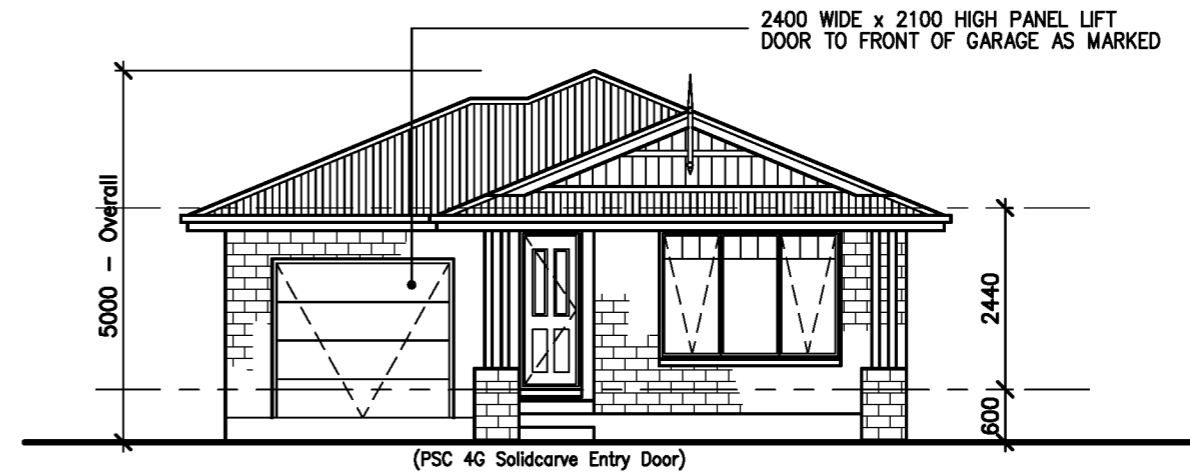 2400 WIDE x 2100 HIGH PANEL LIFT
DOOR TO FRONT OF GARAGE AS MARKED
5000 - Overall
2440
600
(PSC 4G Solidcarve Entry Door)